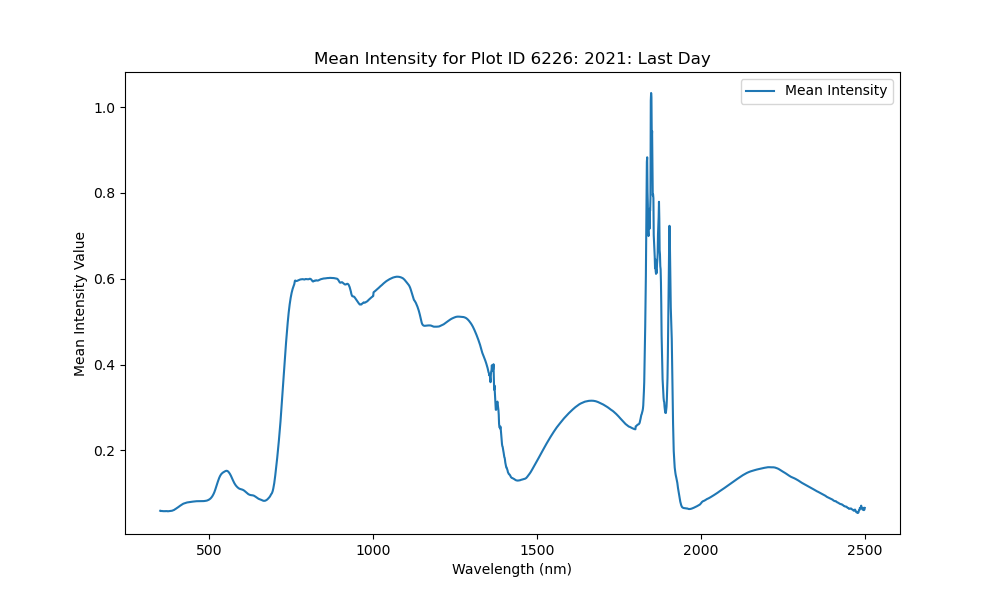 Mean Intensity for Plot ID 6226: 2021: Last Day
Mean Intensity
Mean Intensity Value
1.0
0.8
0.6
0.4
0.2
500 1000 1500 2000 2500
Wavelength (nm)